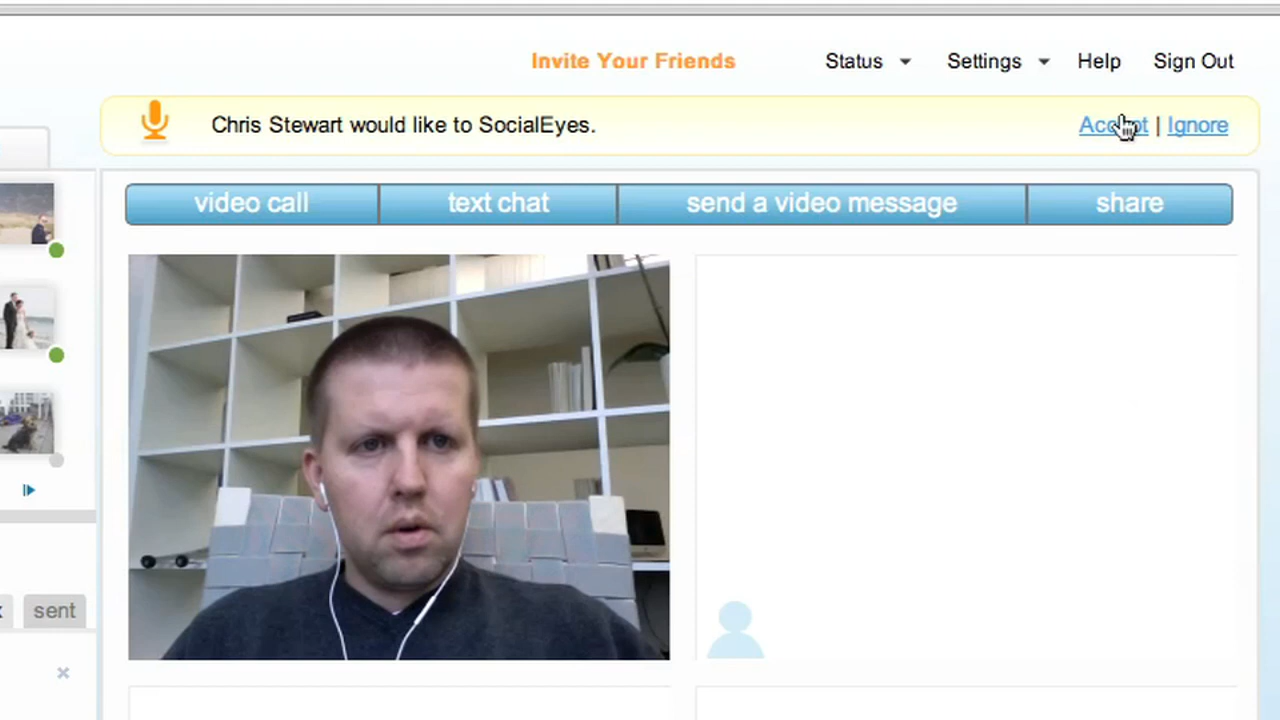 Invite Your Friends Status Settings Help Sign Out
Chris Stewart would like to SocialEyes. Accept | Ignore
video call text chat send a video message share
sent